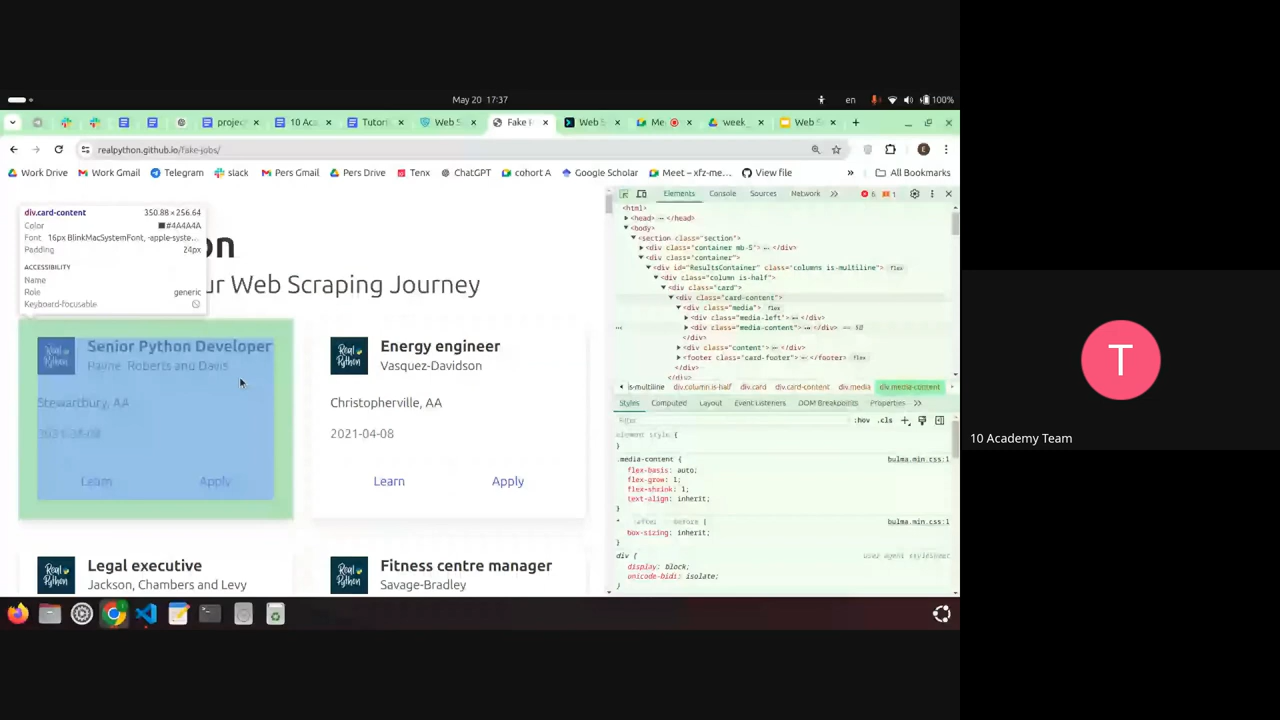 May 20 17:37
en
100%
projec
10 Aca
Tutori
Web S
Fake P
Web S
Me
week_
Web S
realpython.github.io/fake-jobs/
Work Drive
Work Gmail
Telegram
slack
Pers Gmail
Pers Drive
Tenx
ChatGPT
cohort A
Google Scholar
Meet – xfz-me...
View file
All Bookmarks
Elements
Console
Sources
Network
6
1
div.card-content 350.88 × 256.64
Color #4A4A4A
Font 16px BlinkMacSystemFont, -apple-syste...
Padding 24px
ACCESSIBILITY
Name
Role generic
Keyboard-focusable
on
ur Web Scraping Journey
Senior Python Developer
Payne, Roberts and Davis
Stewartbury, AA
Learn
Apply
Energy engineer
Vasquez-Davidson
Christopherville, AA
2021-04-08
Learn
Apply
Legal executive
Jackson, Chambers and Levy
Fitness centre manager
Savage-Bradley
<html>
<head> </head>
<body>
<section class="section">
<div class="container mb-5"> </div>
<div class="container">
<div id="ResultsContainer" class="columns is-multiline"> flex
<div class="column is-half">
<div class="card">
<div class="card-content">
<div class="media"> flex
<div class="media-left"> </div>
<div class="media-content"> </div> == $0
</div>
<div class="content"> </div>
<footer class="card-footer"> </footer> flex
</div>
is-multiline
div.column.is-half
div.card
div.card-content
div.media
div.media-content
Styles
Computed
Layout
Event Listeners
DOM Breakpoints
Properties
Filter
:hov
.cls
element.style {
}
.media-content { bulma.min.css:1
flex-basis: auto;
flex-grow: 1;
flex-shrink: 1;
text-align: inherit;
}
bulma.min.css:1
box-sizing: inherit;
}
div { user agent stylesheet
display: block;
unicode-bidi: isolate;
}
T
10 Academy Team